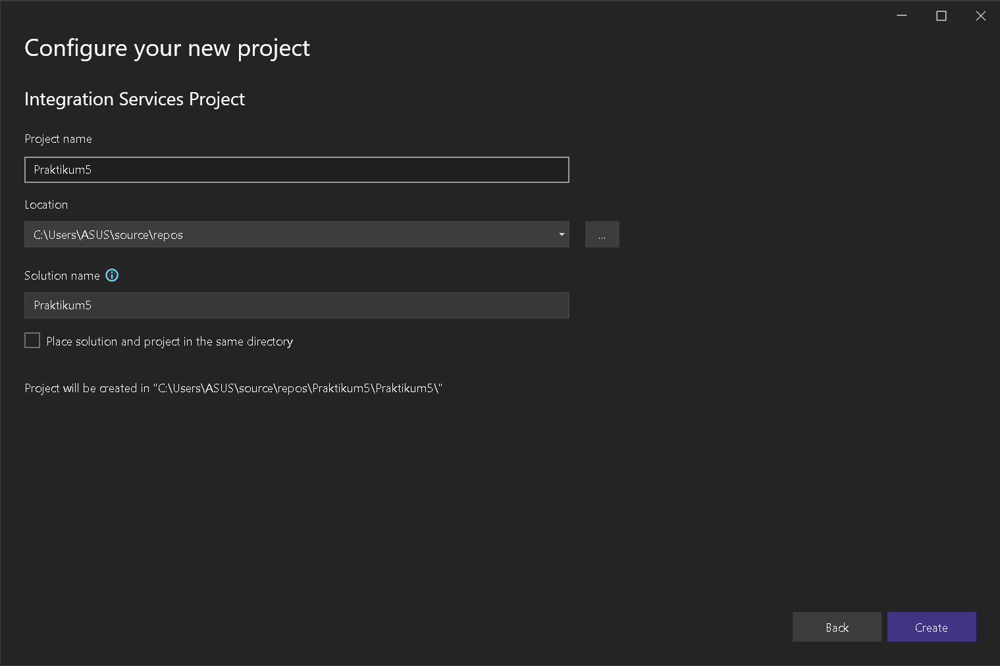 Configure your new project
Integration Services Project
Project name
Praktikum5
Location
C:\Users\ASUS\source\repos
...
Solution name
Praktikum5
Place solution and project in the same directory
Project will be created in "C:\Users\ASUS\source\repos\Praktikum5\Praktikum5\"
Back
Create